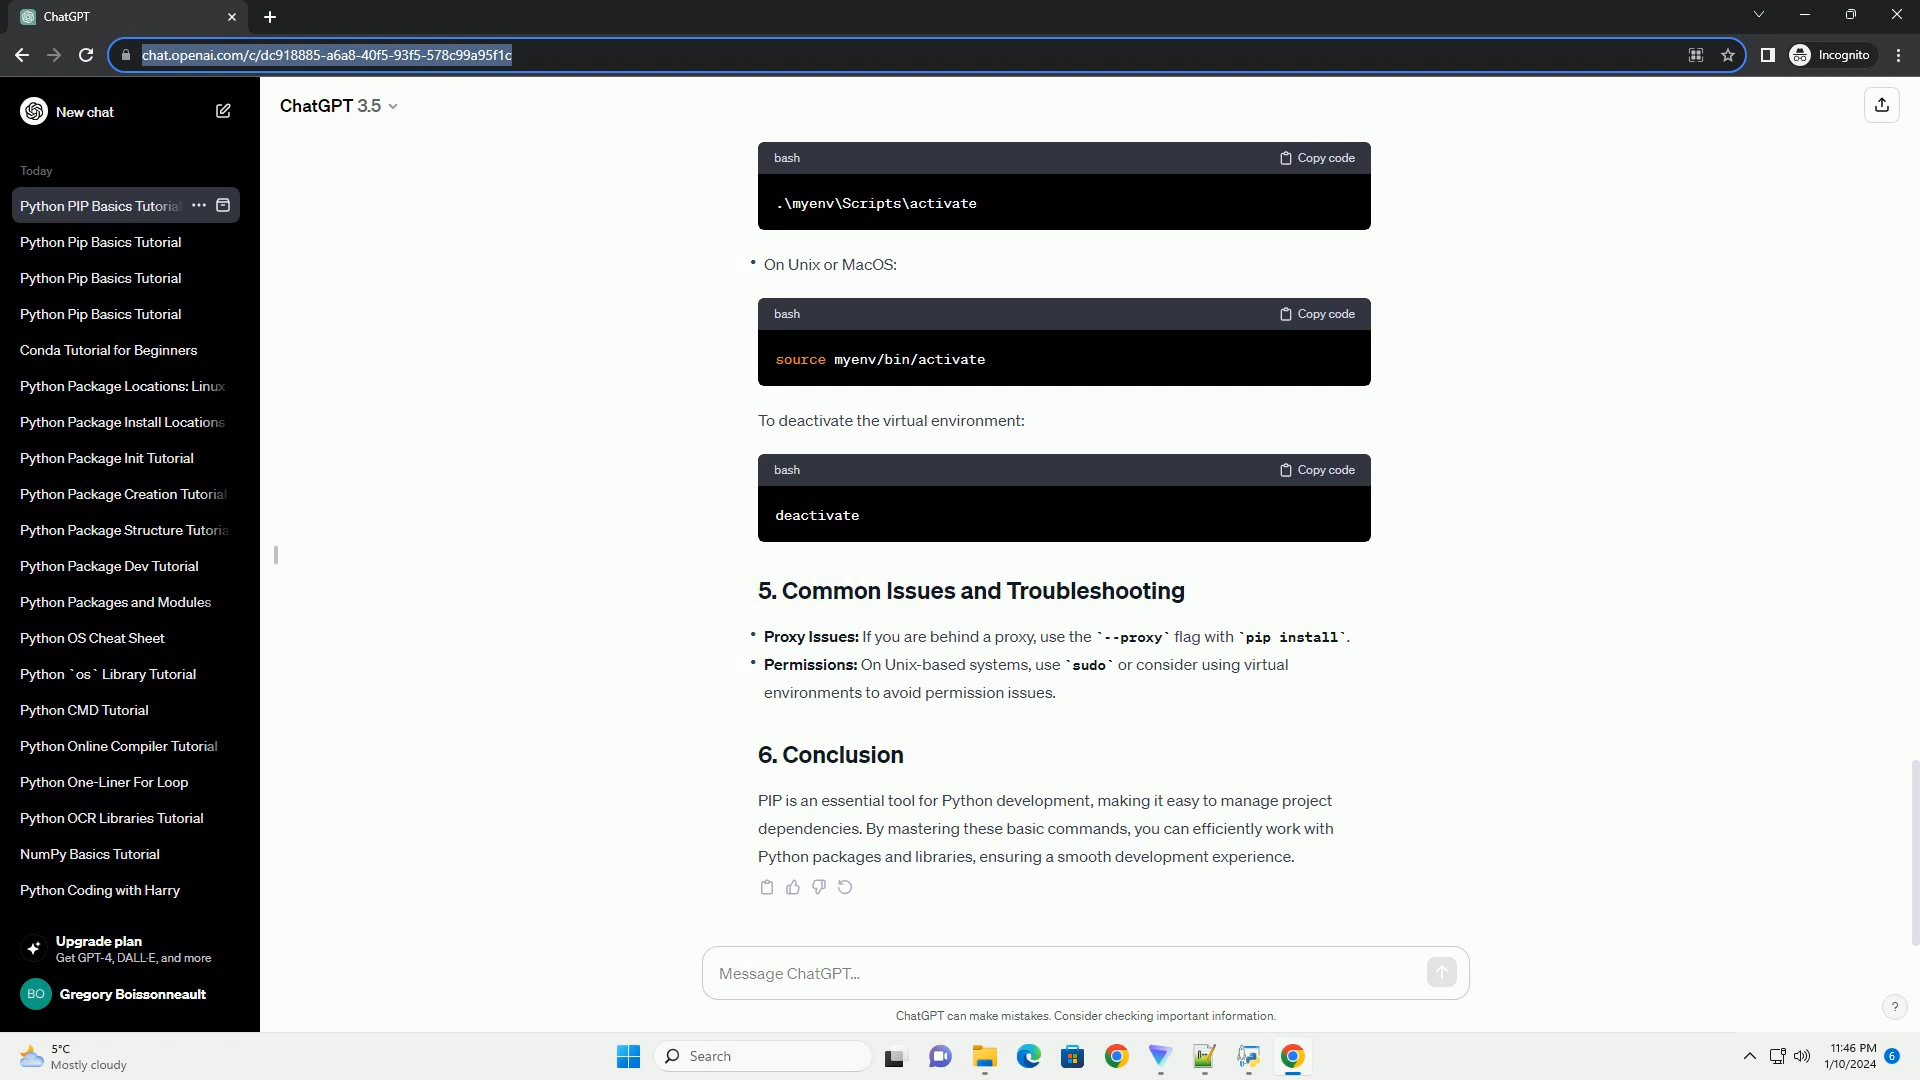 ChatGPT
chat.openai.com/c/dc918885-a6a8-40f5-93f5-578c99a95f1c
Incognito
New chat
Today
Python PIP Basics Tutorial
Python Pip Basics Tutorial
Python Pip Basics Tutorial
Python Pip Basics Tutorial
Conda Tutorial for Beginners
Python Package Locations: Linux
Python Package Install Locations
Python Package Init Tutorial
Python Package Creation Tutorial
Python Package Structure Tutoria
Python Package Dev Tutorial
Python Packages and Modules
Python OS Cheat Sheet
Python `os` Library Tutorial
Python CMD Tutorial
Python Online Compiler Tutorial
Python One-Liner For Loop
Python OCR Libraries Tutorial
NumPy Basics Tutorial
Python Coding with Harry
Upgrade plan
Get GPT-4, DALL·E, and more
BO Gregory Boissonneault
ChatGPT 3.5
bash Copy code
.\myenv\Scripts\activate
• On Unix or MacOS:
bash Copy code
source myenv/bin/activate
To deactivate the virtual environment:
bash Copy code
deactivate
5. Common Issues and Troubleshooting
• Proxy Issues: If you are behind a proxy, use the `--proxy` flag with `pip install`.
• Permissions: On Unix-based systems, use `sudo` or consider using virtual
environments to avoid permission issues.
6. Conclusion
PIP is an essential tool for Python development, making it easy to manage project
dependencies. By mastering these basic commands, you can efficiently work with
Python packages and libraries, ensuring a smooth development experience.
Message ChatGPT...
ChatGPT can make mistakes. Consider checking important information.
?
5°C
Mostly cloudy
Search
11:46 PM
1/10/2024
6